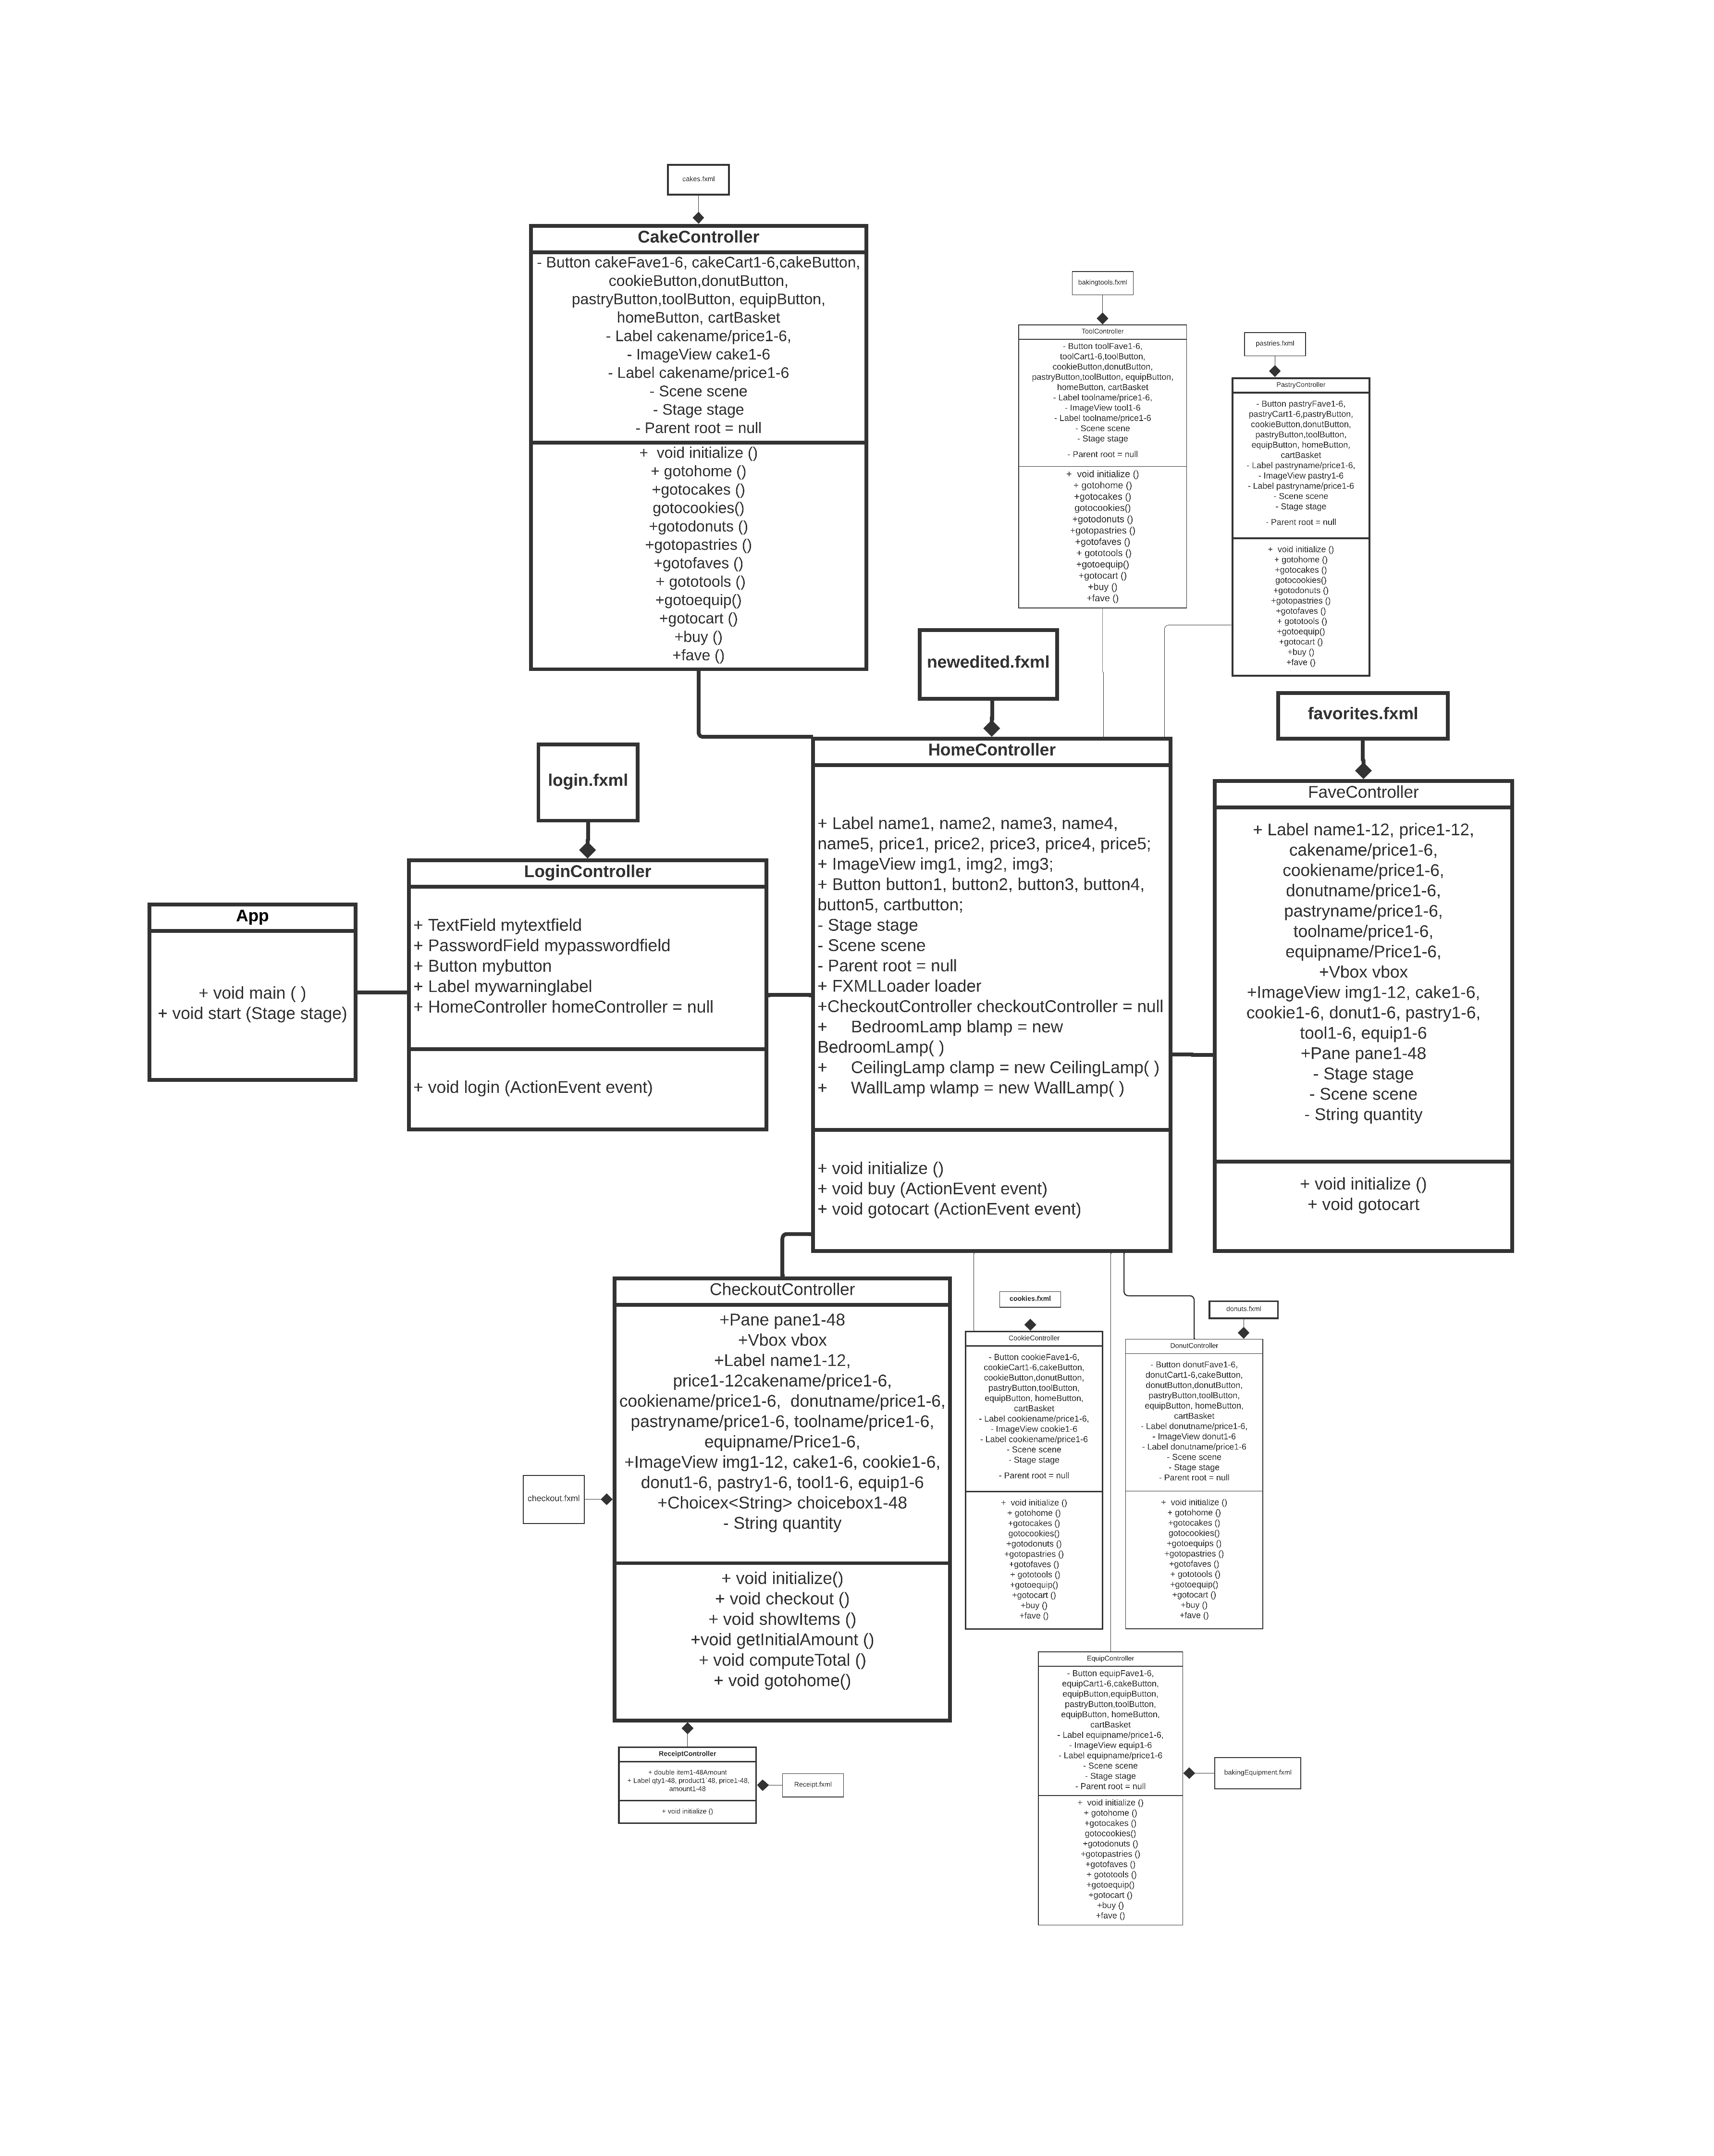 cakes.fxml
CakeController
- Button cakeFave1-6, cakeCart1-6,cakeButton,
cookieButton,donutButton,
pastryButton,toolButton, equipButton,
homeButton, cartBasket
- Label cakename/price1-6,
- ImageView cake1-6
- Label cakename/price1-6
- Scene scene
- Stage stage
- Parent root = null
+  void initialize ()
+ gotohome ()
+gotocakes ()
gotocookies()
+gotodonuts ()
+gotopastries ()
+gotofaves ()
+ gototools ()
+gotoequip()
+gotocart ()
+buy ()
+fave ()
bakingtools.fxml
ToolController
- Button toolFave1-6,
toolCart1-6,toolButton,
cookieButton,donutButton,
pastryButton,toolButton, equipButton,
homeButton, cartBasket
- Label toolname/price1-6,
- ImageView tool1-6
- Label toolname/price1-6
- Scene scene
- Stage stage
- Parent root = null
+  void initialize ()
+ gotohome ()
+gotocakes ()
gotocookies()
+gotodonuts ()
+gotopastries ()
+gotofaves ()
+ gototools ()
+gotoequip()
+gotocart ()
+buy ()
+fave ()
pastries.fxml
PastryController
- Button pastryFave1-6,
pastryCart1-6,pastryButton,
cookieButton,donutButton,
pastryButton,toolButton,
equipButton, homeButton,
cartBasket
- Label pastryname/price1-6,
- ImageView pastry1-6
- Label pastryname/price1-6
- Scene scene
- Stage stage
- Parent root = null
+  void initialize ()
+ gotohome ()
+gotocakes ()
gotocookies()
+gotodonuts ()
+gotopastries ()
+gotofaves ()
+ gototools ()
+gotoequip()
+gotocart ()
+buy ()
+fave ()
newedited.fxml
favorites.fxml
login.fxml
HomeController
+ Label name1, name2, name3, name4,
name5, price1, price2, price3, price4, price5;
+ ImageView img1, img2, img3;
+ Button button1, button2, button3, button4,
button5, cartbutton;
- Stage stage
- Scene scene
- Parent root = null
+ FXMLLoader loader
+CheckoutController checkoutController = null
+     BedroomLamp blamp = new
BedroomLamp( )
+     CeilingLamp clamp = new CeilingLamp( )
+     WallLamp wlamp = new WallLamp( )
+ void initialize ()
+ void buy (ActionEvent event)
+ void gotocart (ActionEvent event)
FaveController
+ Label name1-12, price1-12,
cakename/price1-6,
cookiename/price1-6,
donutname/price1-6,
pastryname/price1-6,
toolname/price1-6,
equipname/Price1-6,
+Vbox vbox
+ImageView img1-12, cake1-6,
cookie1-6, donut1-6, pastry1-6,
tool1-6, equip1-6
+Pane pane1-48
- Stage stage
- Scene scene
- String quantity
+ void initialize ()
+ void gotocart
LoginController
+ TextField mytextfield
+ PasswordField mypasswordfield
+ Button mybutton
+ Label mywarninglabel
+ HomeController homeController = null
+ void login (ActionEvent event)
App
+ void main ( )
+ void start (Stage stage)
CheckoutController
+Pane pane1-48
+Vbox vbox
+Label name1-12,
price1-12cakename/price1-6,
cookiename/price1-6,  donutname/price1-6,
pastryname/price1-6, toolname/price1-6,
equipname/Price1-6,
+ImageView img1-12, cake1-6, cookie1-6,
donut1-6, pastry1-6, tool1-6, equip1-6
+Choicex<String> choicebox1-48
- String quantity
+ void initialize()
+ void checkout ()
+ void showItems ()
+void getInitialAmount ()
+ void computeTotal ()
+ void gotohome()
checkout.fxml
cookies.fxml
CookieController
- Button cookieFave1-6,
cookieCart1-6,cakeButton,
cookieButton,donutButton,
pastryButton,toolButton,
equipButton, homeButton,
cartBasket
- Label cookiename/price1-6,
- ImageView cookie1-6
- Label cookiename/price1-6
- Scene scene
- Stage stage
- Parent root = null
+  void initialize ()
+ gotohome ()
+gotocakes ()
gotocookies()
+gotodonuts ()
+gotopastries ()
+gotofaves ()
+ gototools ()
+gotoequip()
+gotocart ()
+buy ()
+fave ()
donuts.fxml
DonutController
- Button donutFave1-6,
donutCart1-6,cakeButton,
donutButton,donutButton,
pastryButton,toolButton,
equipButton, homeButton,
cartBasket
- Label donutname/price1-6,
- ImageView donut1-6
- Label donutname/price1-6
- Scene scene
- Stage stage
- Parent root = null
+  void initialize ()
+ gotohome ()
+gotocakes ()
gotocookies()
+gotoequips ()
+gotopastries ()
+gotofaves ()
+ gototools ()
+gotoequip()
+gotocart ()
+buy ()
+fave ()
EquipController
- Button equipFave1-6,
equipCart1-6,cakeButton,
equipButton,equipButton,
pastryButton,toolButton,
equipButton, homeButton,
cartBasket
- Label equipname/price1-6,
- ImageView equip1-6
- Label equipname/price1-6
- Scene scene
- Stage stage
- Parent root = null
+  void initialize ()
+ gotohome ()
+gotocakes ()
gotocookies()
+gotodonuts ()
+gotopastries ()
+gotofaves ()
+ gototools ()
+gotoequip()
+gotocart ()
+buy ()
+fave ()
bakingEquipment.fxml
ReceiptController
+ double item1-48Amount
+ Label qty1-48, product1`48, price1-48,
amount1-48
+ void initialize ()
Receipt.fxml